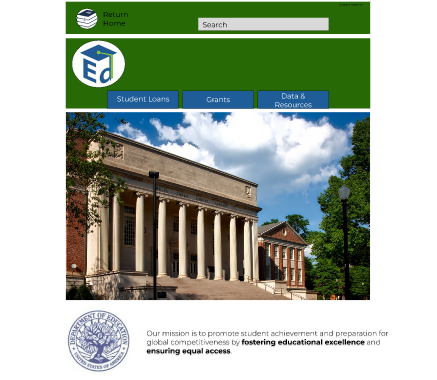 Return
Home
Search
Ed
Student Loans
Grants
Data &
Resources
DEPARTMENT OF EDUCATION
UNITED STATES OF AMERICA
Our mission is to promote student achievement and preparation for
global competitiveness by fostering educational excellence and
ensuring equal access.